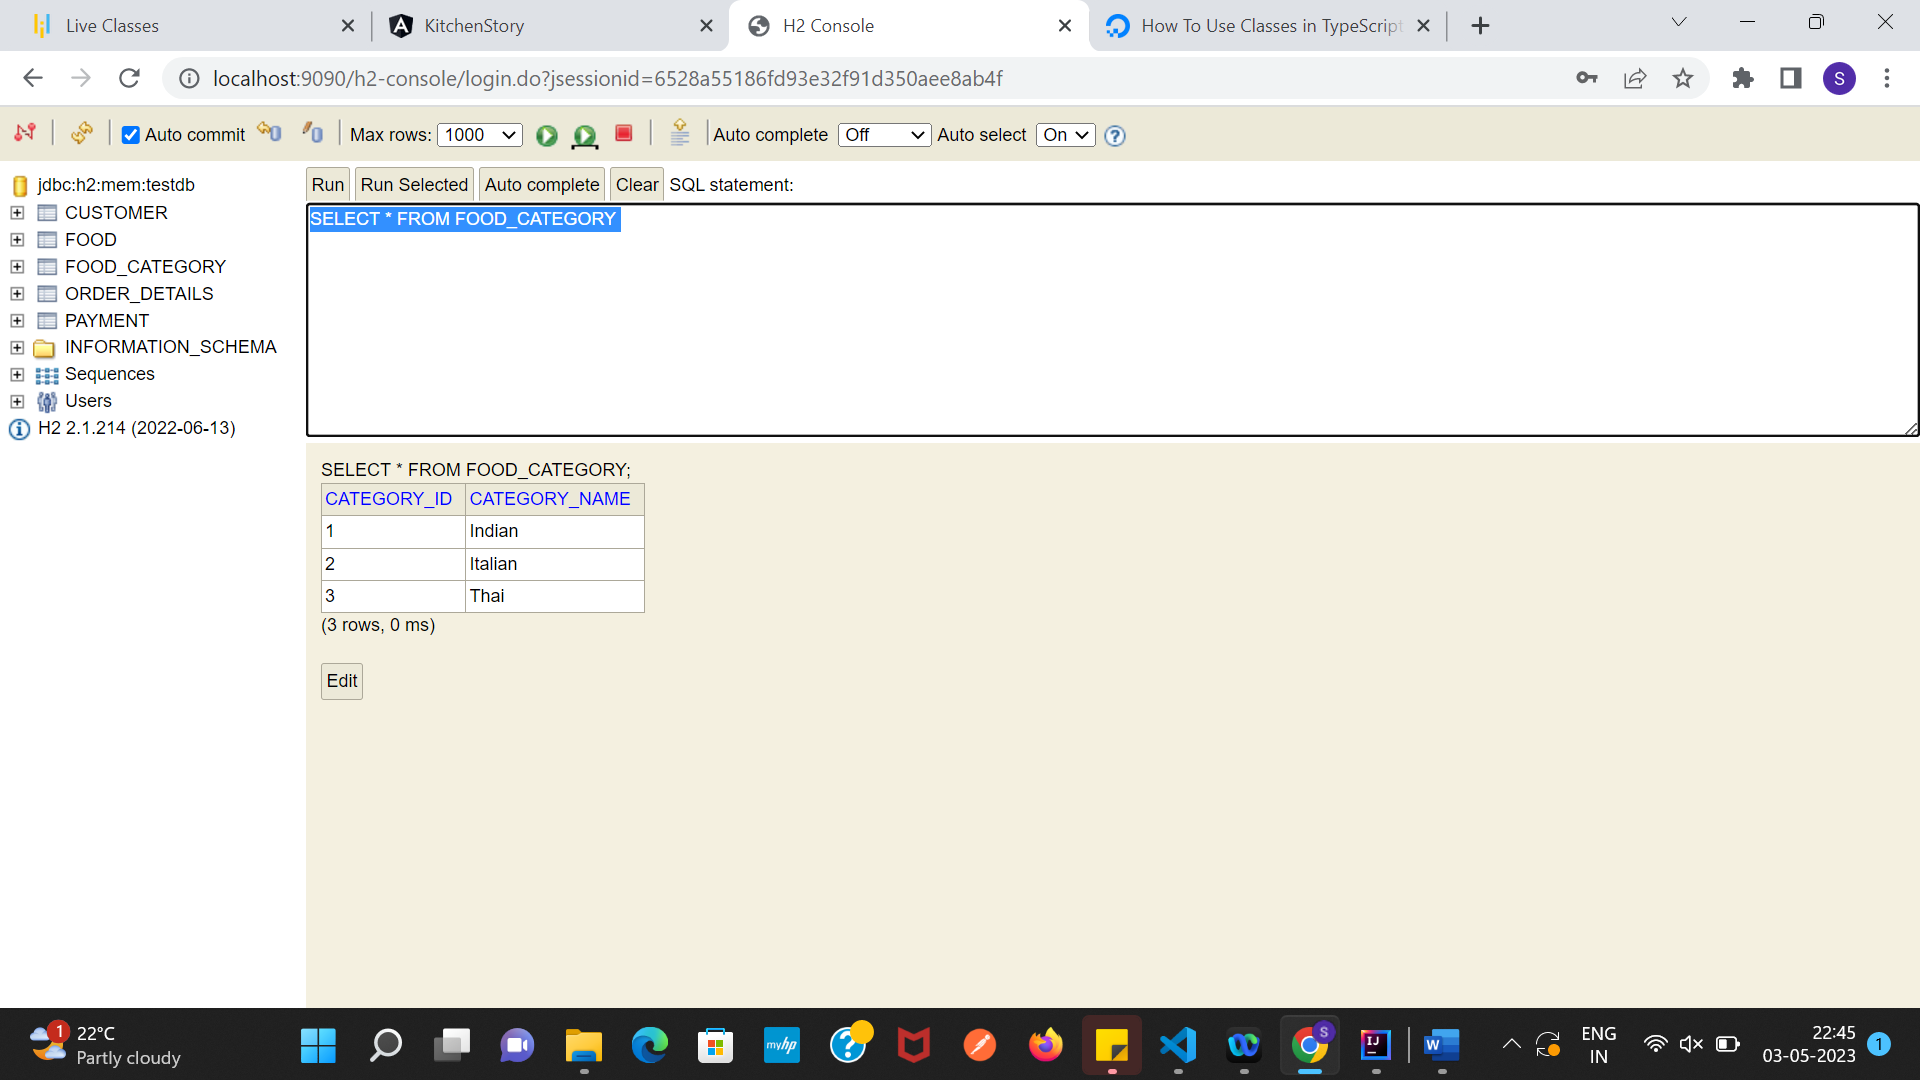 Live Classes
KitchenStory
H2 Console
How To Use Classes in TypeScript
localhost:9090/h2-console/login.do?jsessionid=6528a55186fd93e32f91d350aee8ab4f
S
Auto commit
Max rows: 1000
Auto complete Off
Auto select On
?
jdbc:h2:mem:testdb
CUSTOMER
FOOD
FOOD_CATEGORY
ORDER_DETAILS
PAYMENT
INFORMATION_SCHEMA
Sequences
Users
H2 2.1.214 (2022-06-13)
Run Run Selected Auto complete Clear SQL statement:
SELECT * FROM FOOD_CATEGORY
SELECT * FROM FOOD_CATEGORY;
CATEGORY_ID CATEGORY_NAME
1 Indian
2 Italian
3 Thai
(3 rows, 0 ms)
Edit
1
22°C
Partly cloudy
myhp
?
S
IJ
W
ENG
IN
22:45
03-05-2023
1